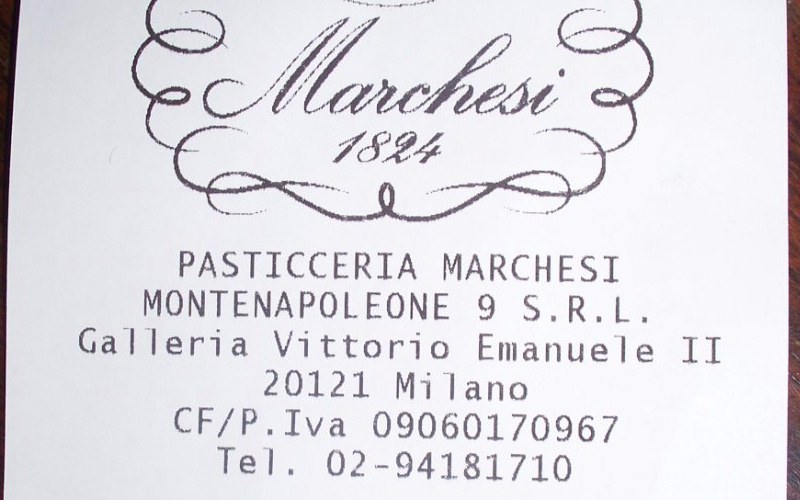 Marchesi
1824
PASTICCERIA MARCHESI
MONTENAPOLEONE 9 S.R.L.
Galleria Vittorio Emanuele II
20121 Milano
CF/P.Iva 09060170967
Tel. 02-94181710